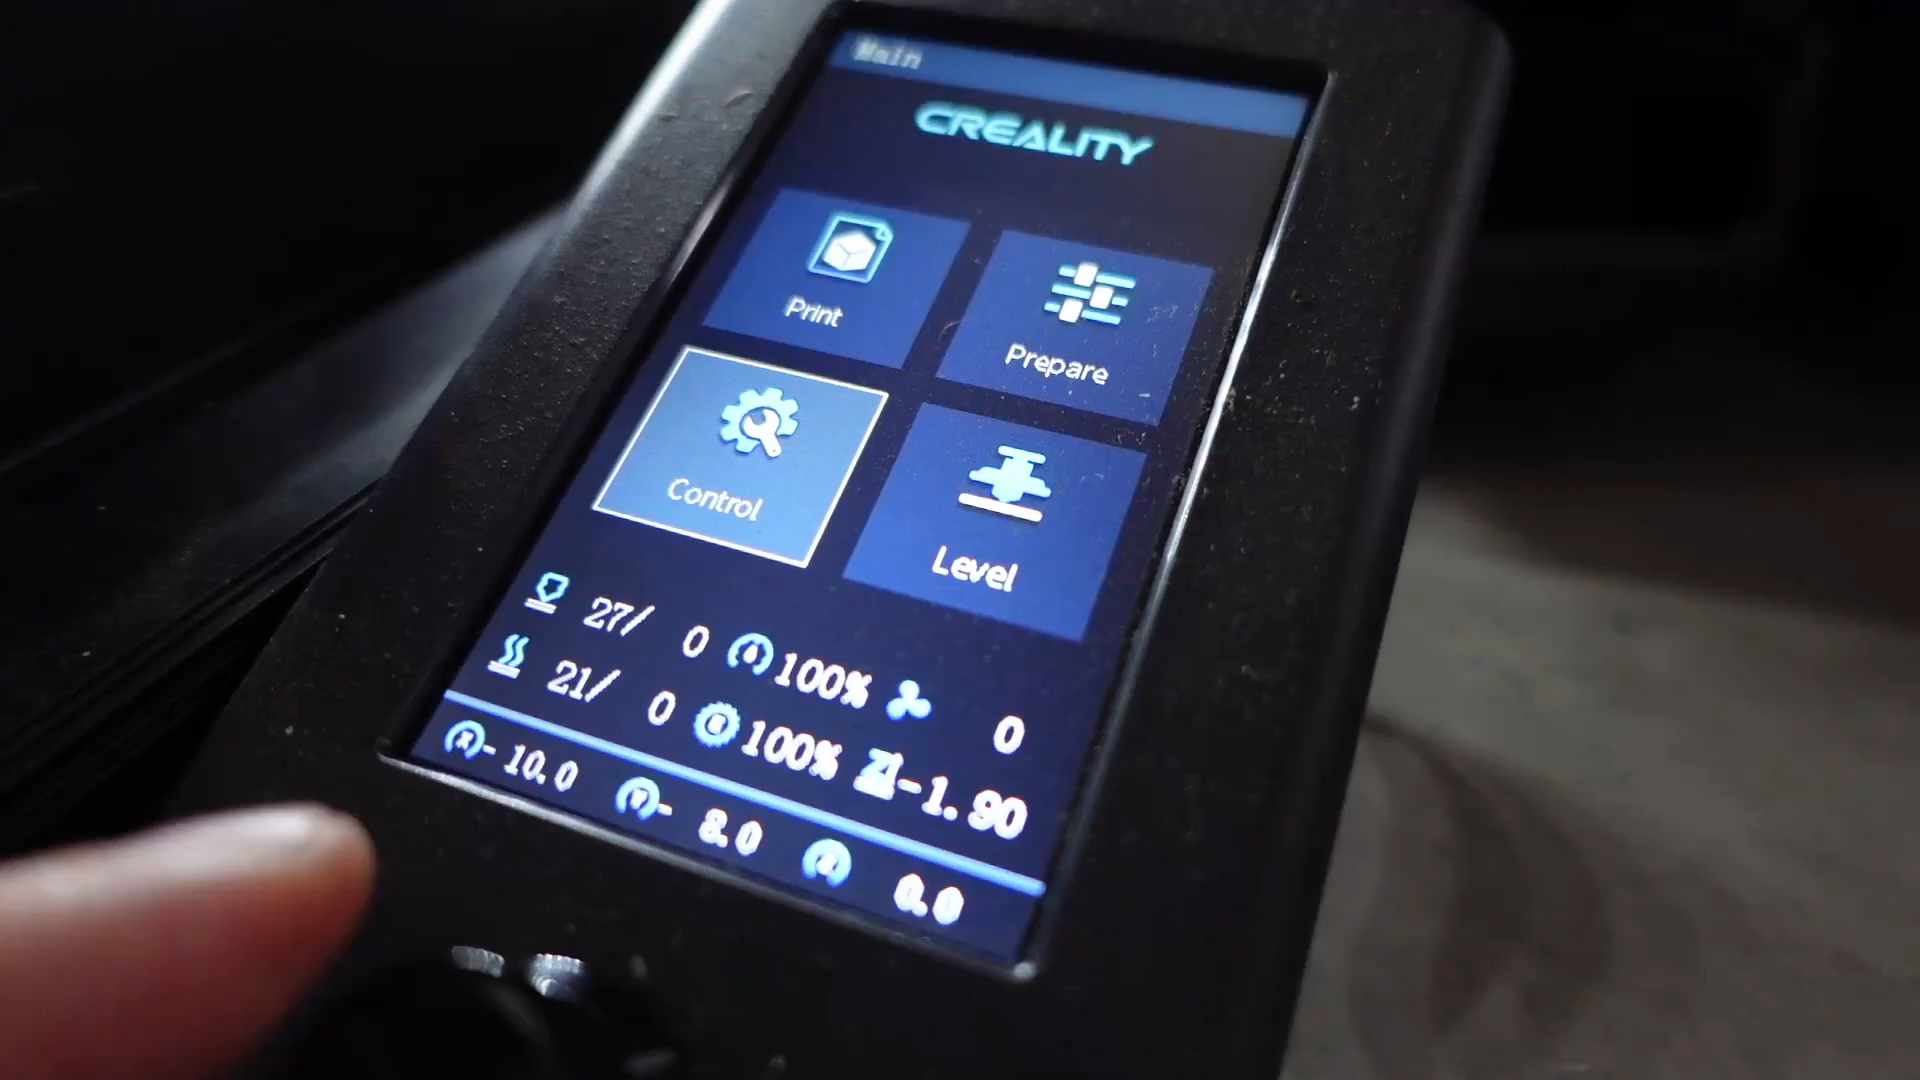 Main
CREALITY
Print
Prepare
Control
Level
27/ 0 100% 0
21/ 0 100% Z -1.90
X - 10.0 Y - 8.0 Z 0.0